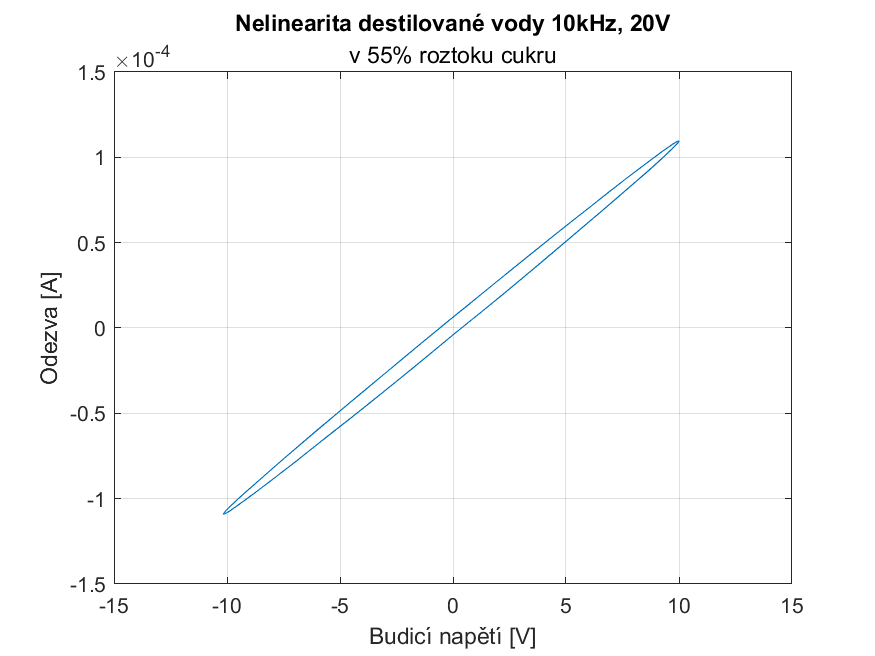 Nelinearita destilované vody 10kHz, 20V
v 55% roztoku cukru
×10-4
1.5
1
0.5
0
-0.5
-1
-1.5
Odezva [A]
-15 -10 -5 0 5 10 15
Budicí napětí [V]